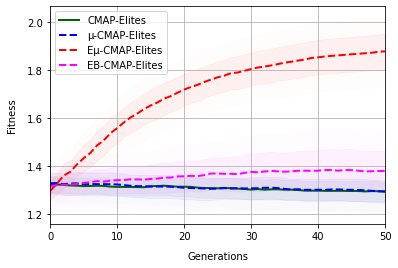 CMAP-Elites
μ-CMAP-Elites
Eμ-CMAP-Elites
EB-CMAP-Elites
2.0
1.8
1.6
1.4
1.2
Fitness
0 10 20 30 40 50
Generations